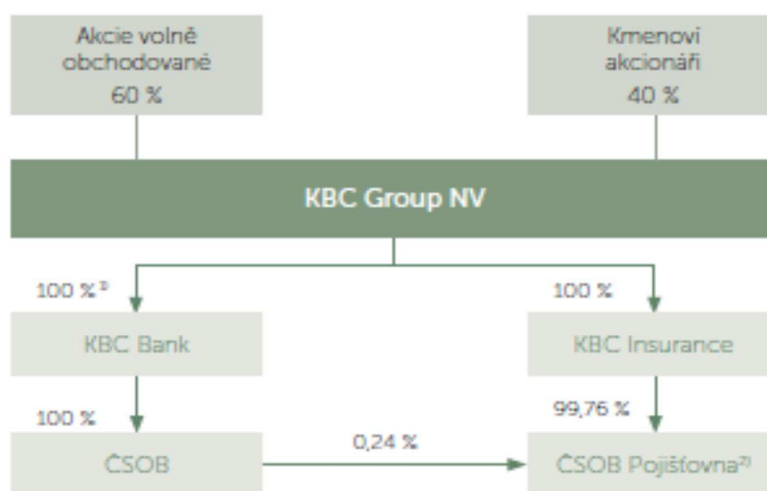 Akcie volně
obchodované
60 %
Kmenoví
akcionáři
40 %
KBC Group NV
100 % ¹⁾
100 %
KBC Bank
KBC Insurance
100 %
99,76 %
ČSOB
0,24 %
ČSOB Pojišťovna²⁾